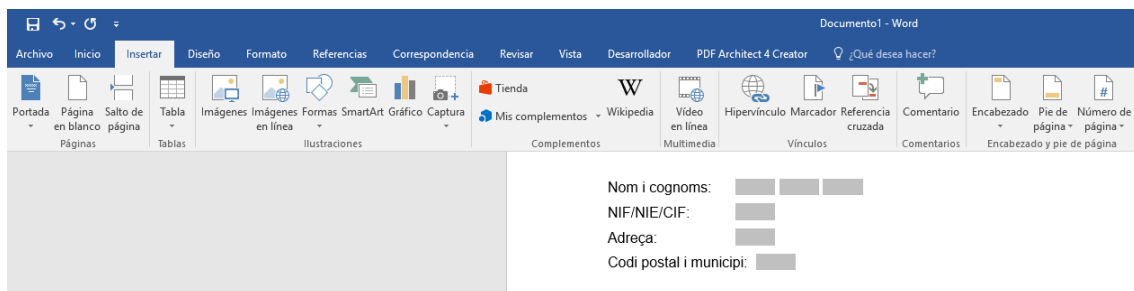 Documento1 - Word
Archivo Inicio Insertar Diseño Formato Referencias Correspondencia Revisar Vista Desarrollador PDF Architect 4 Creator ¿Qué desea hacer?
Portada Página en blanco Salto de página Tabla Imágenes Imágenes en línea Formas SmartArt Gráfico Captura Tienda Mis complementos Wikipedia Vídeo en línea Hipervínculo Marcador Referencia cruzada Comentario Encabezado Pie de página Número de página
Páginas Tablas Ilustraciones Complementos Multimedia Vínculos Comentarios Encabezado y pie de página
Nom i cognoms:
NIF/NIE/CIF:
Adreça:
Codi postal i municipi: